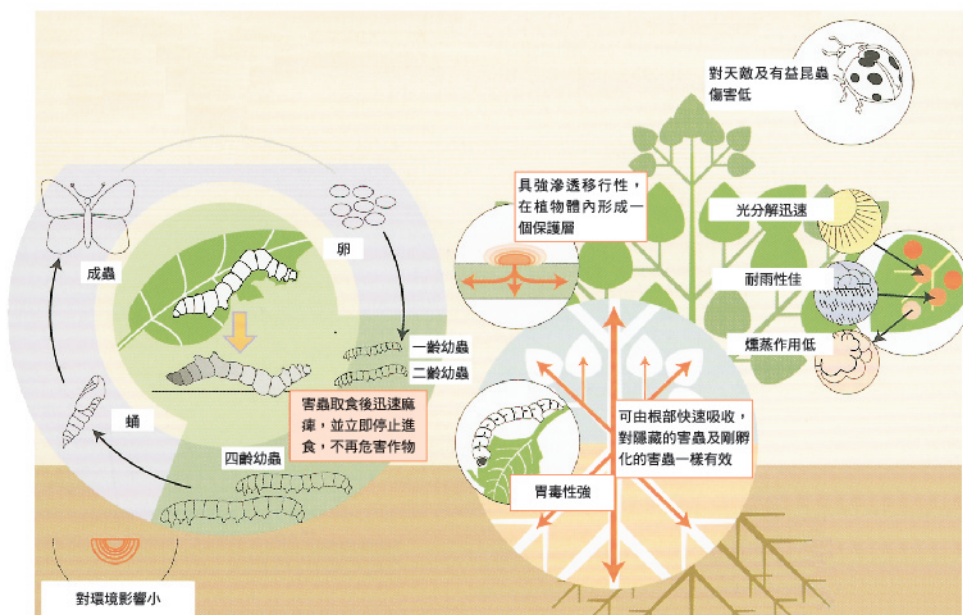 對天敵及有益昆蟲
傷害低
具強滲透移行性，
在植物體內形成一
個保護層
光分解迅速
卵
成蟲
耐雨性佳
燻蒸作用低
一齡幼蟲
二齡幼蟲
害蟲取食後迅速麻
痺，並立即停止進
食，不再危害作物
蛹
可由根部快速吸收，
對隱藏的害蟲及剛孵
化的害蟲一樣有效
四齡幼蟲
胃毒性強
對環境影響小